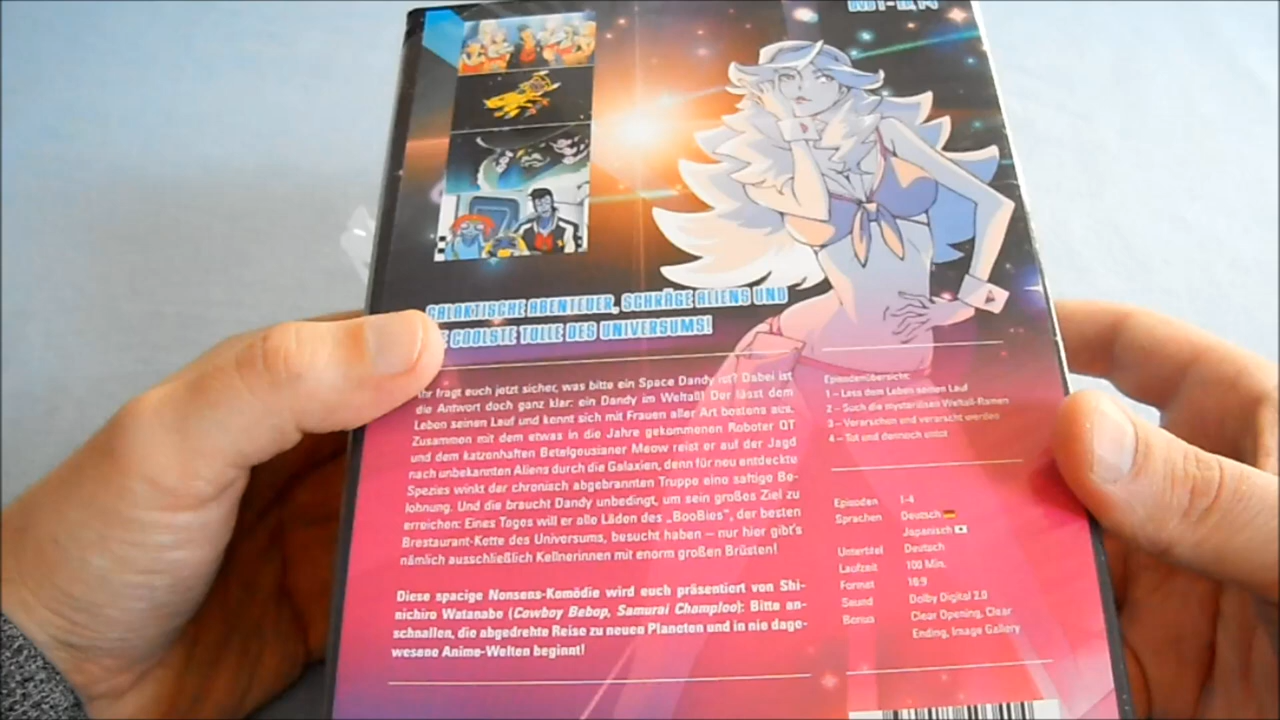 DVD 1 - EP. 1-4
GALAKTISCHE ABENTEUER, SCHRÄGE ALIENS UND
COOLSTE TOLLE DES UNIVERSUMS!
Ihr fragt euch jetzt sicher, was bitte ein Space Dandy ist? Dabei ist
die Antwort doch ganz klar: ein Dandy im Weltall! Der lässt dem
Leben seinen Lauf und kennt sich mit Frauen aller Art bestens aus.
Zusammen mit dem etwas in die Jahre gekommenen Roboter QT
und dem katzenhaften Betelgeusianer Meow reist er auf der Jagd
nach unbekannten Aliens durch die Galaxien, denn für neu entdeckte
Spezies winkt der chronisch abgebrannten Truppe eine saftige Be-
lohnung. Und die braucht Dandy unbedingt, um sein großes Ziel zu
erreichen: Eines Tages will er alle Läden des „BooBies", der besten
Brestaurant-Kette des Universums, besucht haben – nur hier gibt's
nämlich ausschließlich Kellnerinnen mit enorm großen Brüsten!
Diese spacige Nonsens-Komödie wird euch präsentiert von Shi-
nichiro Watanabe (Cowboy Bebop, Samurai Champloo): Bitte an-
schnallen, die abgedrehte Reise zu neuen Planeten und in nie dage-
wesene Anime-Welten beginnt!
Episodenübersicht:
1 – Lass dem Leben seinen Lauf
2 – Such die mysteriösen Weltall-Ramen
3 – Verarschen und verarscht werden
4 – Tot und dennoch untot
Episoden 1-4
Sprachen Deutsch
Japanisch
Untertitel Deutsch
Laufzeit 100 Min.
Format 16:9
Sound Dolby Digital 2.0
Bonus Clear Opening, Clear
Ending, Image Gallery